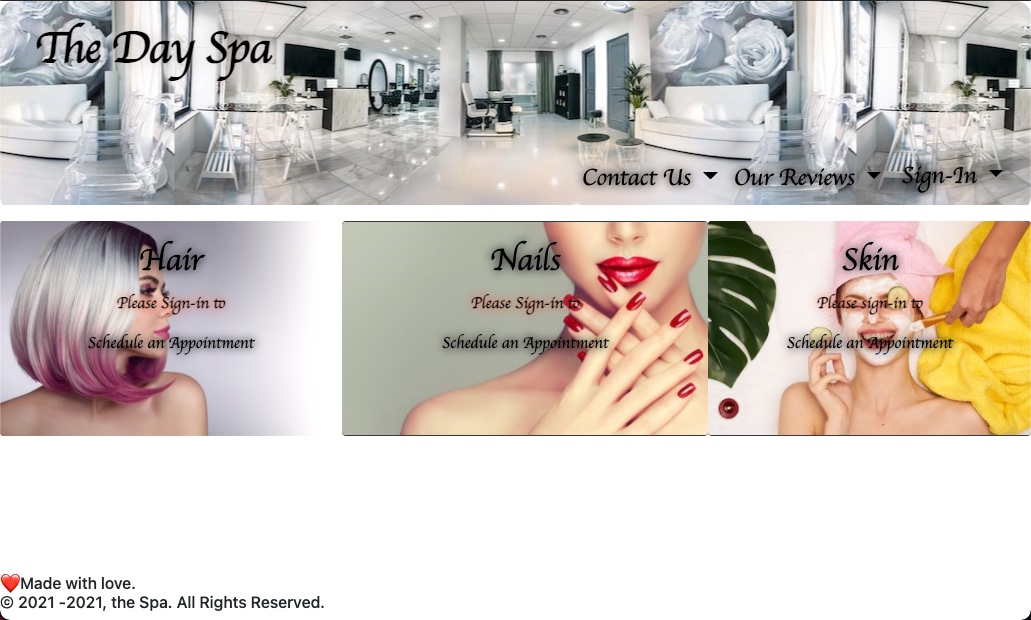 The Day Spa
Contact Us Our Reviews Sign-In
Hair
Please Sign-in to
Schedule an Appointment
Nails
Please Sign-in to
Schedule an Appointment
Skin
Please sign-in to
Schedule an Appointment
❤️Made with love.
© 2021 -2021, the Spa. All Rights Reserved.